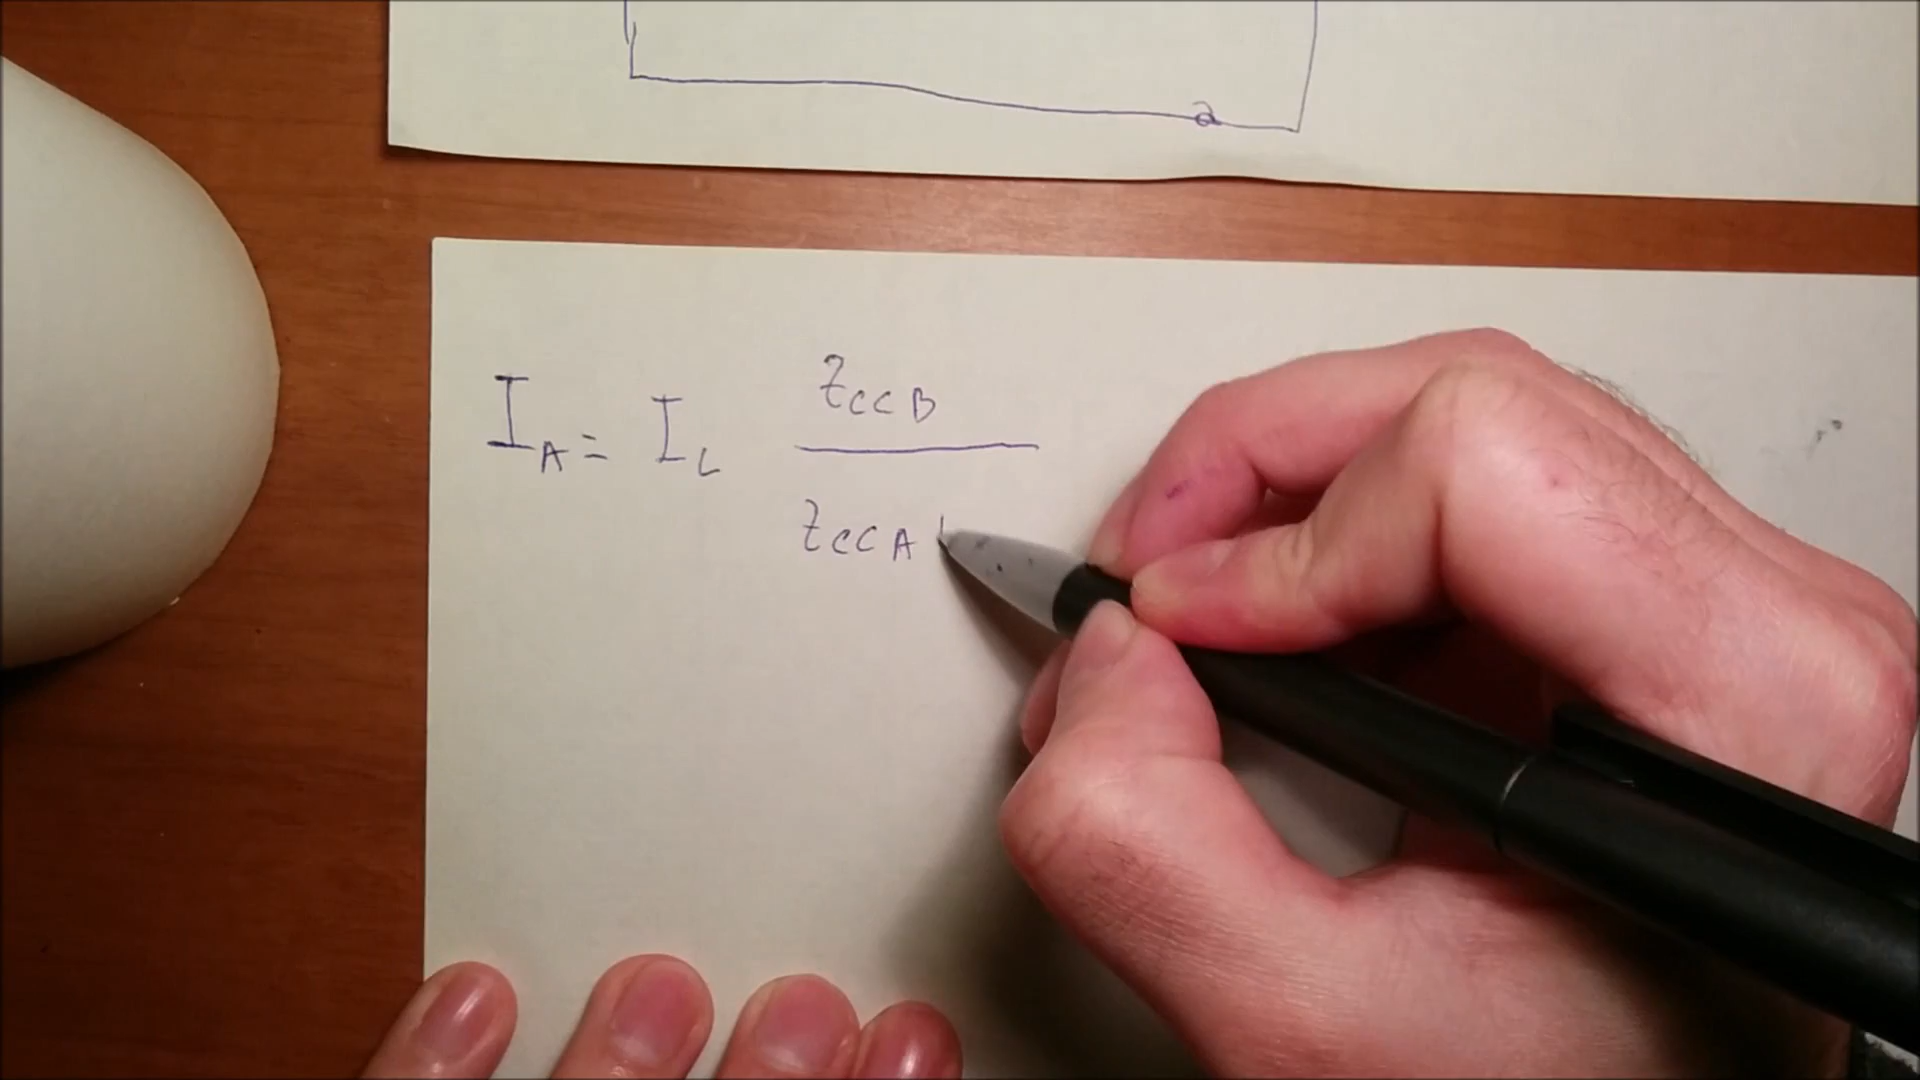 a
I_A = I_L Z_CCB / Z_CCA